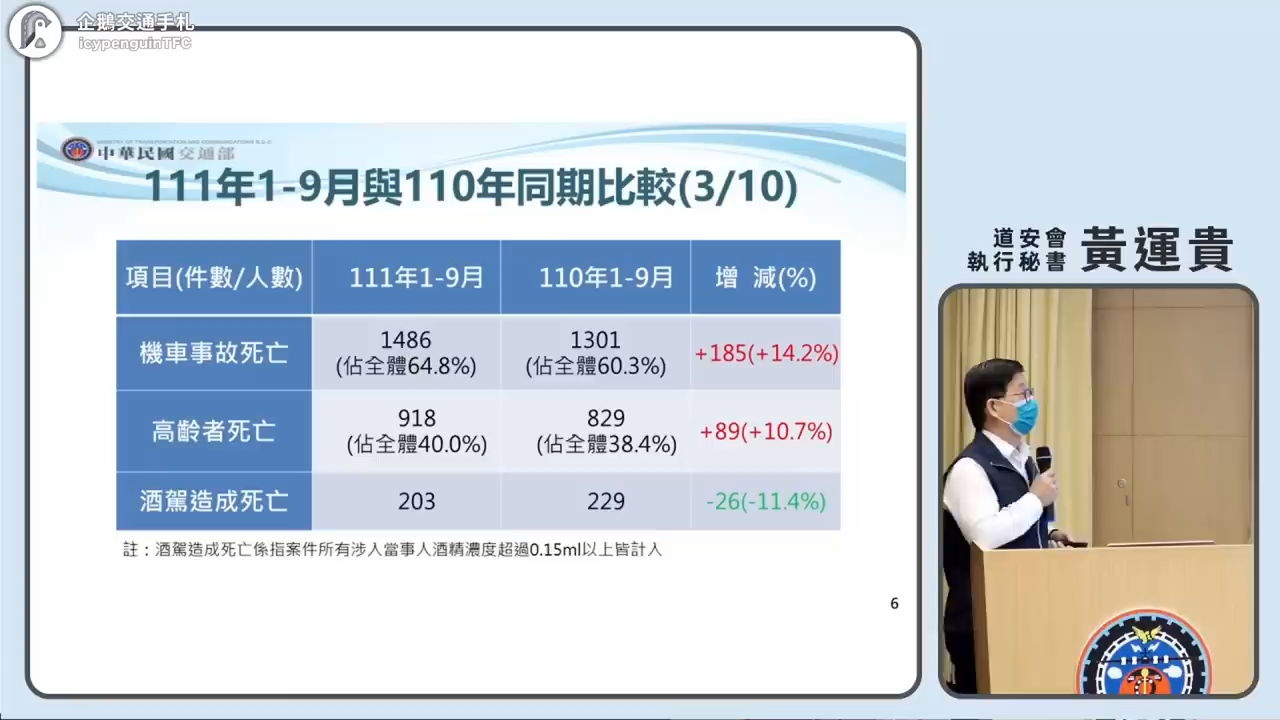 企鵝交通手札
icypenguinTFC
MINISTRY OF TRANSPORTATION AND COMMUNICATIONS R.O.C
中華民國交通部
111年1-9月與110年同期比較(3/10)
項目(件數/人數) 111年1-9月 110年1-9月 增 減(%)
機車事故死亡 1486 1301 +185(+14.2%)
(佔全體64.8%) (佔全體60.3%)
高齡者死亡 918 829 +89(+10.7%)
(佔全體40.0%) (佔全體38.4%)
酒駕造成死亡 203 229 -26(-11.4%)
註：酒駕造成死亡係指案件所有涉入當事人酒精濃度超過0.15ml以上皆計入
6
道安會
執行秘書 黃運貴